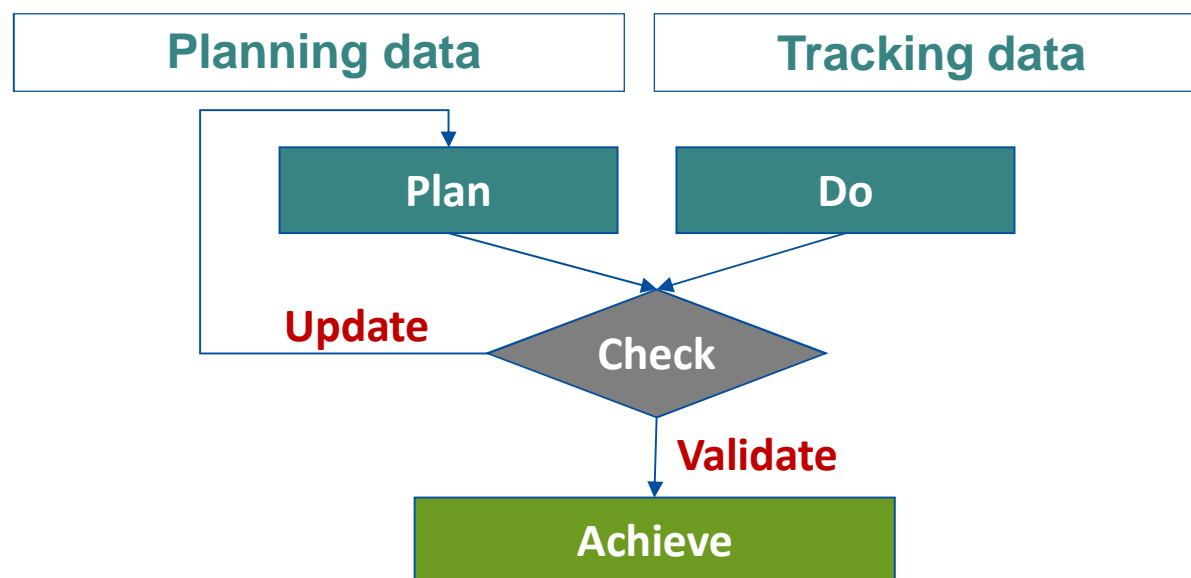 Planning data
Tracking data
Plan
Do
Update
Check
Validate
Achieve